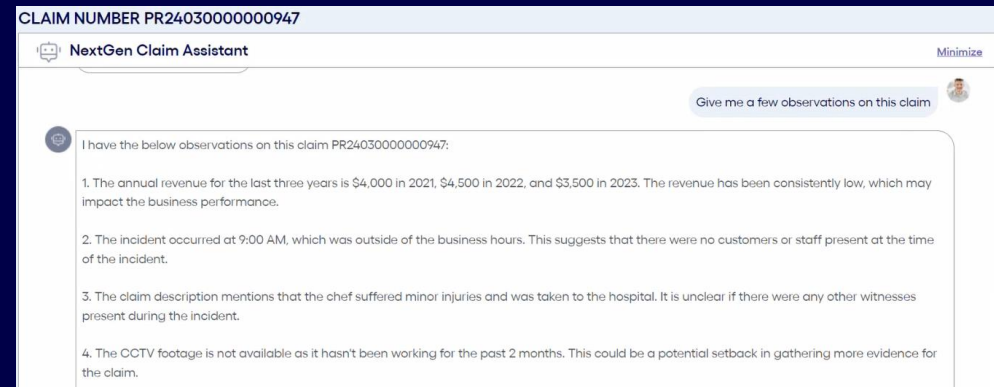 CLAIM NUMBER PR24030000000947
NextGen Claim Assistant
Minimize
Give me a few observations on this claim
I have the below observations on this claim PR24030000000947:
1. The annual revenue for the last three years is $4,000 in 2021, $4,500 in 2022, and $3,500 in 2023. The revenue has been consistently low, which may
impact the business performance.
2. The incident occurred at 9:00 AM, which was outside of the business hours. This suggests that there were no customers or staff present at the time
of the incident.
3. The claim description mentions that the chef suffered minor injuries and was taken to the hospital. It is unclear if there were any other witnesses
present during the incident.
4. The CCTV footage is not available as it hasn't been working for the past 2 months. This could be a potential setback in gathering more evidence for
the claim.